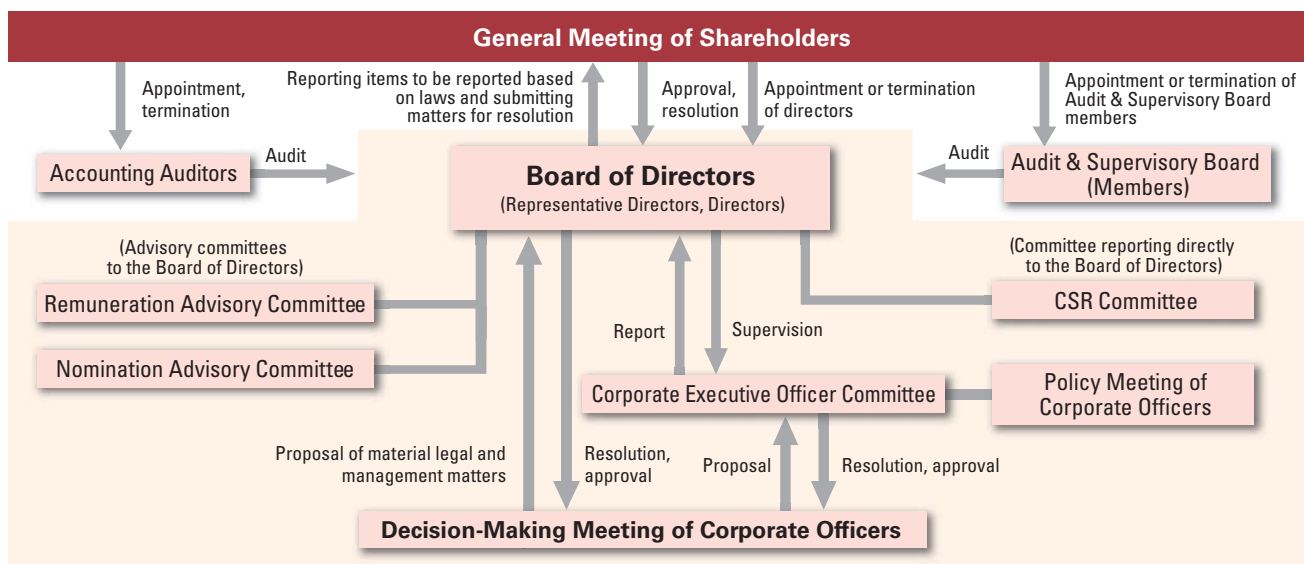 General Meeting of Shareholders
Appointment,
termination
Reporting items to be reported based
on laws and submitting
matters for resolution
Approval,
resolution
Appointment or termination
of directors
Appointment or termination of
Audit & Supervisory Board
members
Accounting Auditors
Audit
Board of Directors
(Representative Directors, Directors)
Audit
Audit & Supervisory Board
(Members)
(Advisory committees
to the Board of Directors)
Remuneration Advisory Committee
Nomination Advisory Committee
(Committee reporting directly
to the Board of Directors)
CSR Committee
Report
Supervision
Corporate Executive Officer Committee
Policy Meeting of
Corporate Officers
Proposal of material legal and
management matters
Resolution,
approval
Proposal
Resolution, approval
Decision-Making Meeting of Corporate Officers